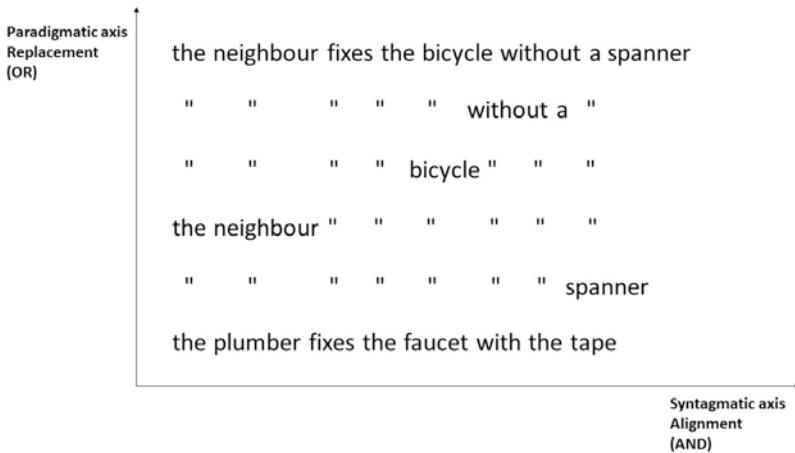 Paradigmatic axis
Replacement
(OR)
the neighbour fixes the bicycle without a spanner
" " " " " without a "
" " " " bicycle " " "
the neighbour " " " " " "
" " " " " " " spanner
the plumber fixes the faucet with the tape
Syntagmatic axis
Alignment
(AND)